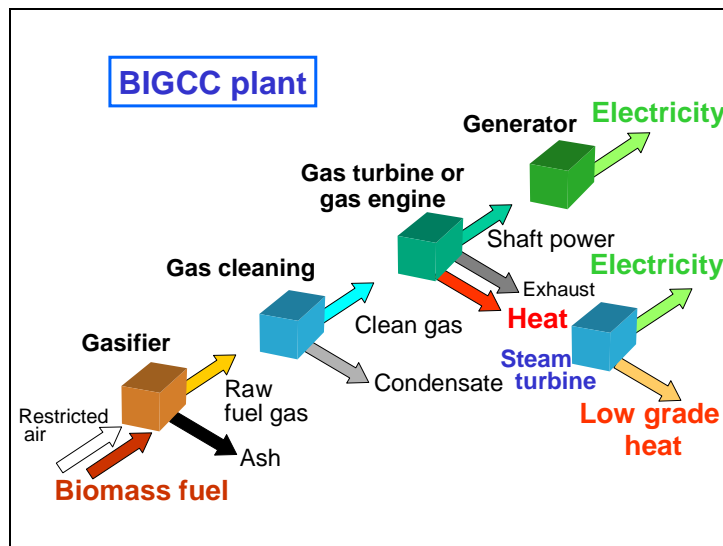 BIGCC plant
Electricity
Generator
Gas turbine or
gas engine
Shaft power
Gas cleaning
Electricity
Exhaust
Heat
Clean gas
Gasifier
Steam
turbine
Condensate
Raw
fuel gas
Restricted
air
Low grade
heat
Ash
Biomass fuel